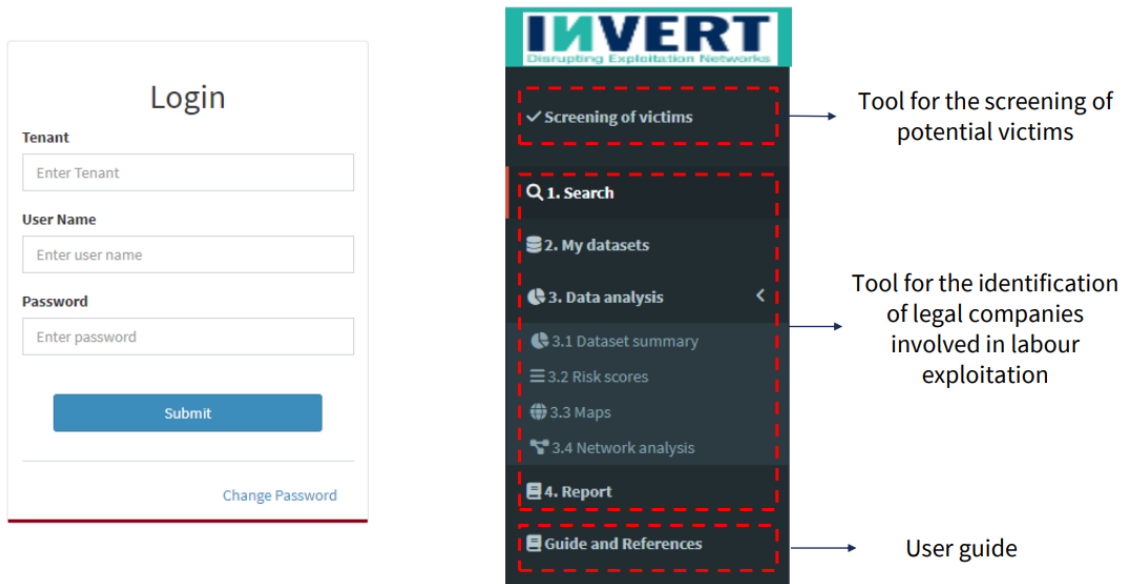 Login
Tenant
Enter Tenant
User Name
Enter user name
Password
Enter password
Submit
Change Password
INVERT
Disrupting Exploitation Networks
Screening of victims
1. Search
2. My datasets
3. Data analysis
3.1 Dataset summary
3.2 Risk scores
3.3 Maps
3.4 Network analysis
4. Report
Guide and References
Tool for the screening of
potential victims
Tool for the identification
of legal companies
involved in labour
exploitation
User guide